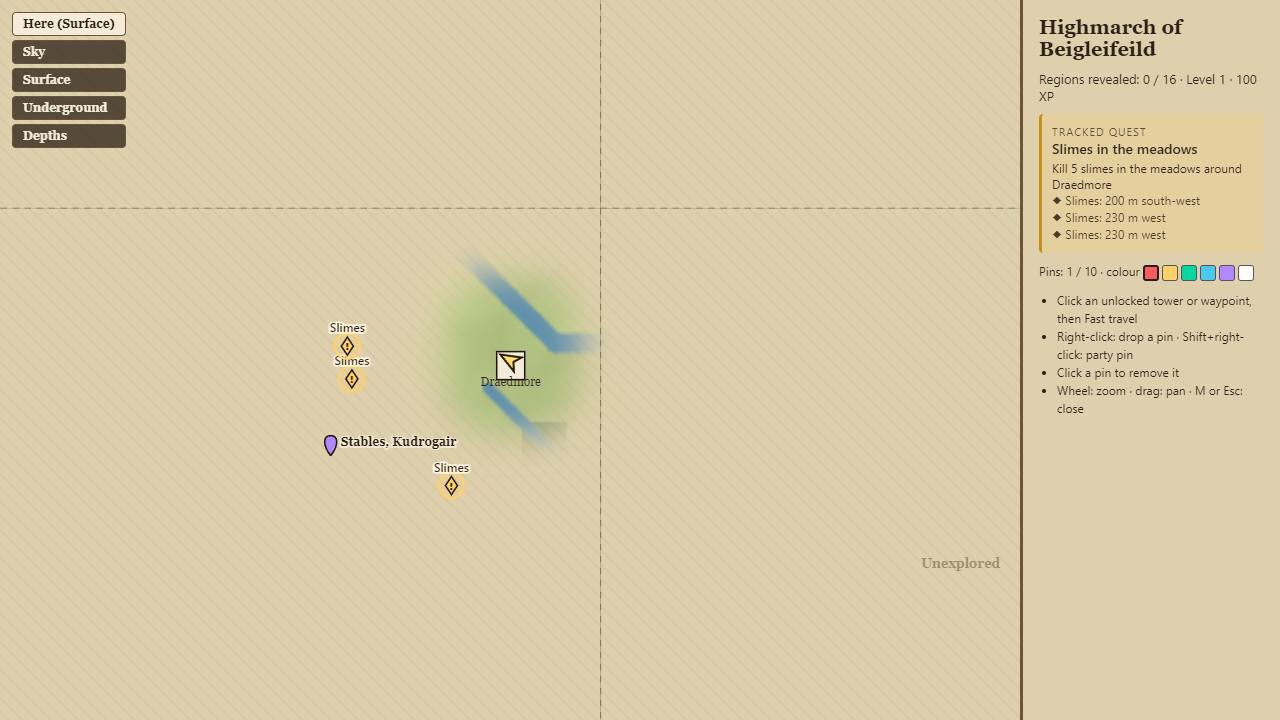 Here (Surface)
Sky
Surface
Underground
Depths
Slimes
Slimes
Draedmore
Stables, Kudrogair
Slimes
Unexplored
Highmarch of
Beigleifeild
Regions revealed: 0 / 16 · Level 1 · 100
XP
TRACKED QUEST
Slimes in the meadows
Kill 5 slimes in the meadows around
Draedmore
◆ Slimes: 200 m south-west
◆ Slimes: 230 m west
◆ Slimes: 230 m west
Pins: 1 / 10 · colour
• Click an unlocked tower or waypoint,
then Fast travel
• Right-click: drop a pin · Shift+right-
click: party pin
• Click a pin to remove it
• Wheel: zoom · drag: pan · M or Esc:
close